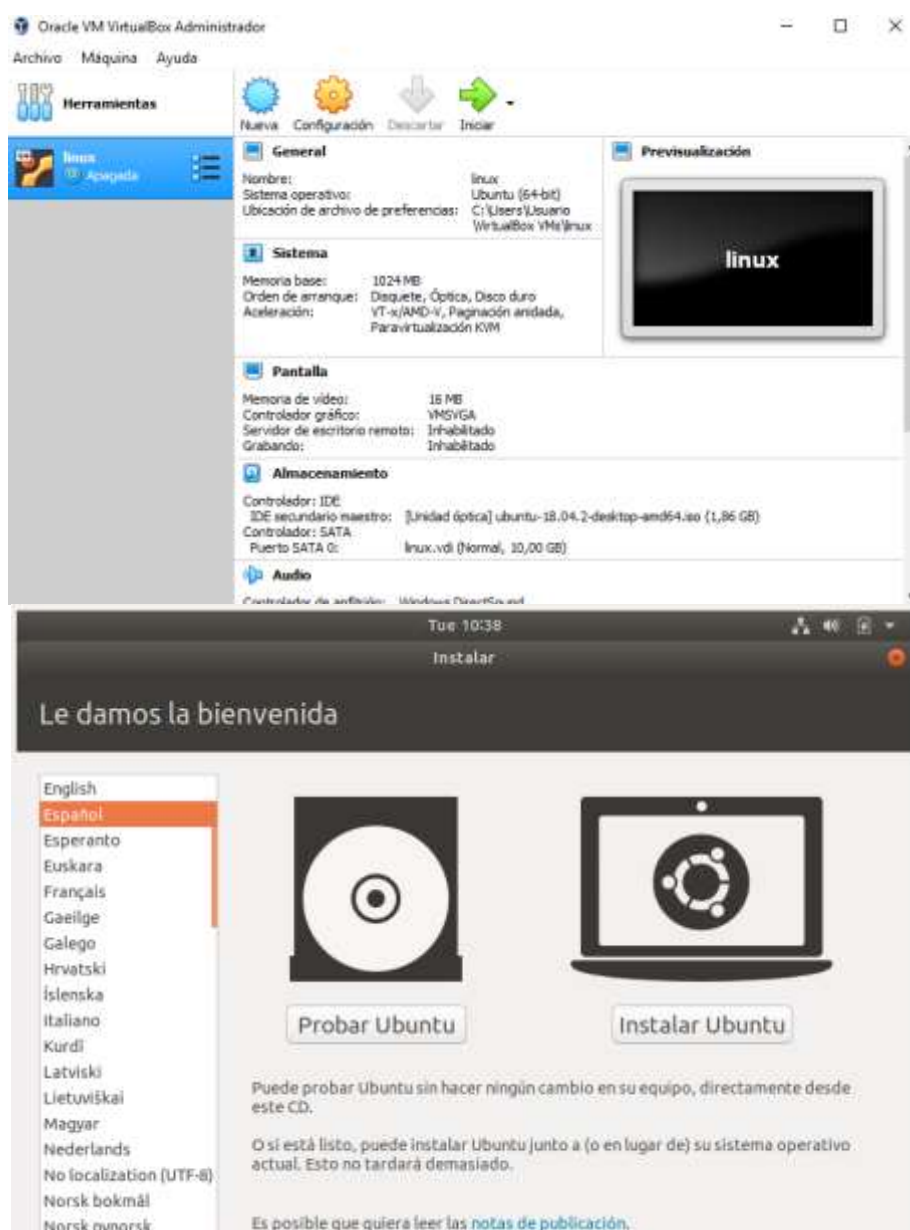 Oracle VM VirtualBox Administrador
Archivo Máquina Ayuda
Herramientas
Nueva Configuración Descartar Iniciar
linux
Apagada
General
Nombre: linux
Sistema operativo: Ubuntu (64-bit)
Ubicación de archivo de preferencias: C:\Users\Usuario
\VirtualBox VMs\linux
Previsualización
linux
Sistema
Memoria base: 1024 MB
Orden de arranque: Disquete, Óptica, Disco duro
Aceleración: VT-x/AMD-V, Paginación anidada,
Paravirtualización KVM
Pantalla
Memoria de vídeo: 16 MB
Controlador gráfico: VMSVGA
Servidor de escritorio remoto: Inhabilitado
Grabando: Inhabilitado
Almacenamiento
Controlador: IDE
IDE secundario maestro: [Unidad óptica] ubuntu-18.04.2-desktop-amd64.iso (1,86 GB)
Controlador: SATA
Puerto SATA 0: linux.vdi (Normal, 10,00 GB)
Audio
Controlador de anfitrión: Windows DirectSound
Tue 10:38
Instalar
Le damos la bienvenida
English
Español
Esperanto
Euskara
Français
Gaeilge
Galego
Hrvatski
Íslenska
Italiano
Kurdî
Latviski
Lietuviškai
Magyar
Nederlands
No localization (UTF-8)
Norsk bokmål
Norsk nynorsk
Probar Ubuntu
Instalar Ubuntu
Puede probar Ubuntu sin hacer ningún cambio en su equipo, directamente desde
este CD.
O si está listo, puede instalar Ubuntu junto a (o en lugar de) su sistema operativo
actual. Esto no tardará demasiado.
Es posible que quiera leer las notas de publicación.